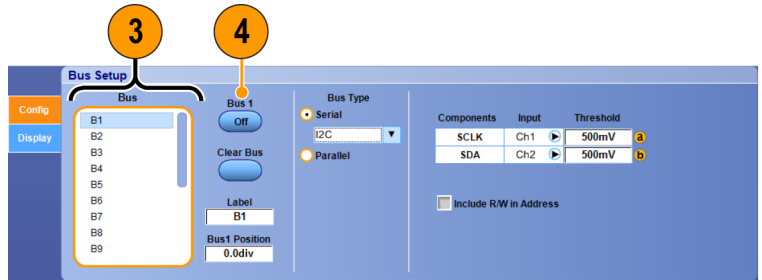 3
4
Bus Setup
Config
Display
Bus
B1
B2
B3
B4
B5
B6
B7
B8
B9
Bus 1
Off
Clear Bus
Label
B1
Bus1 Position
0.0div
Bus Type
Serial
I2C
Parallel
Components Input Threshold
SCLK Ch1 500mV a
SDA Ch2 500mV b
Include R/W in Address